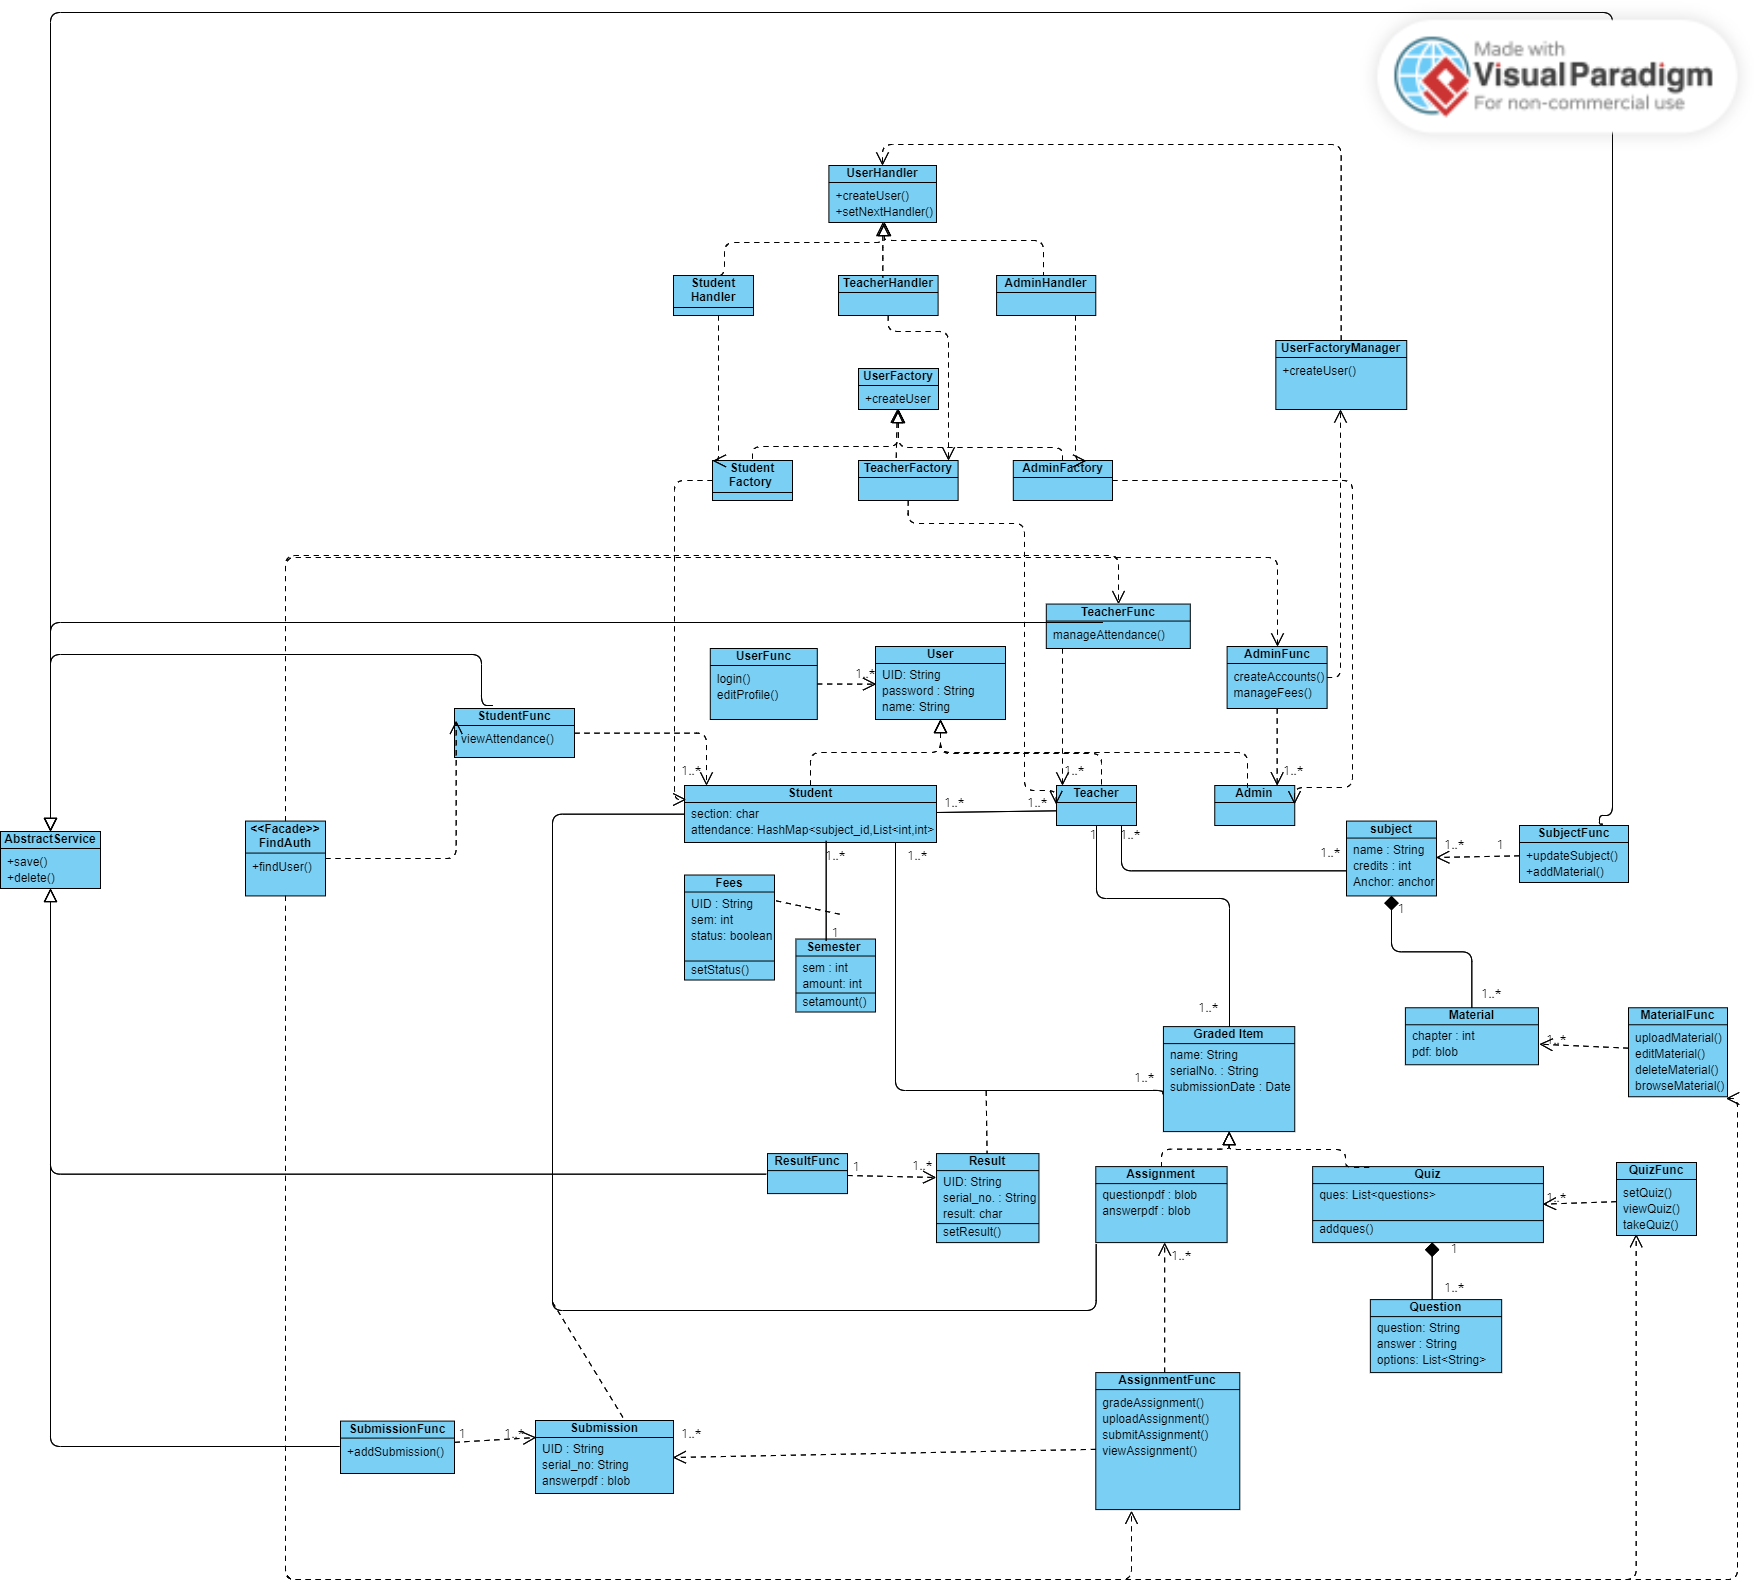 Made with
VisualParadigm
For non-commercial use
UserHandler
+createUser()
+setNextHandler()
Student
Handler
TeacherHandler
AdminHandler
UserFactoryManager
+createUser()
UserFactory
+createUser
Student
Factory
TeacherFactory
AdminFactory
TeacherFunc
manageAttendance()
UserFunc
login()
editProfile()
1..*
User
UID: String
password : String
name: String
AdminFunc
createAccounts()
manageFees()
StudentFunc
viewAttendance()
1..*
1..*
1..*
Student
section: char
attendance: HashMap<subject_id,List<int,int>
1..*
1..*
Teacher
Admin
1
1..*
1..*
1..*
1..*
AbstractService
+save()
+delete()
<<Facade>>
FindAuth
+findUser()
subject
name : String
credits : int
Anchor: anchor
1..*
1
SubjectFunc
+updateSubject()
+addMaterial()
1
Fees
UID : String
sem: int
status: boolean
setStatus()
1
Semester
sem : int
amount: int
setamount()
1..*
1..*
Material
chapter : int
pdf: blob
1..*
MaterialFunc
uploadMaterial()
editMaterial()
deleteMaterial()
browseMaterial()
Graded Item
name: String
serialNo. : String
submissionDate : Date
1..*
ResultFunc
1
1..*
Result
UID: String
serial_no. : String
result: char
setResult()
Assignment
questionpdf : blob
answerpdf : blob
1..*
Quiz
ques: List<questions>
addques()
1..*
QuizFunc
setQuiz()
viewQuiz()
takeQuiz()
1
1..*
Question
question: String
answer : String
options: List<String>
AssignmentFunc
gradeAssignment()
uploadAssignment()
submitAssignment()
viewAssignment()
SubmissionFunc
+addSubmission()
1
1..*
Submission
UID : String
serial_no: String
answerpdf : blob
1..*